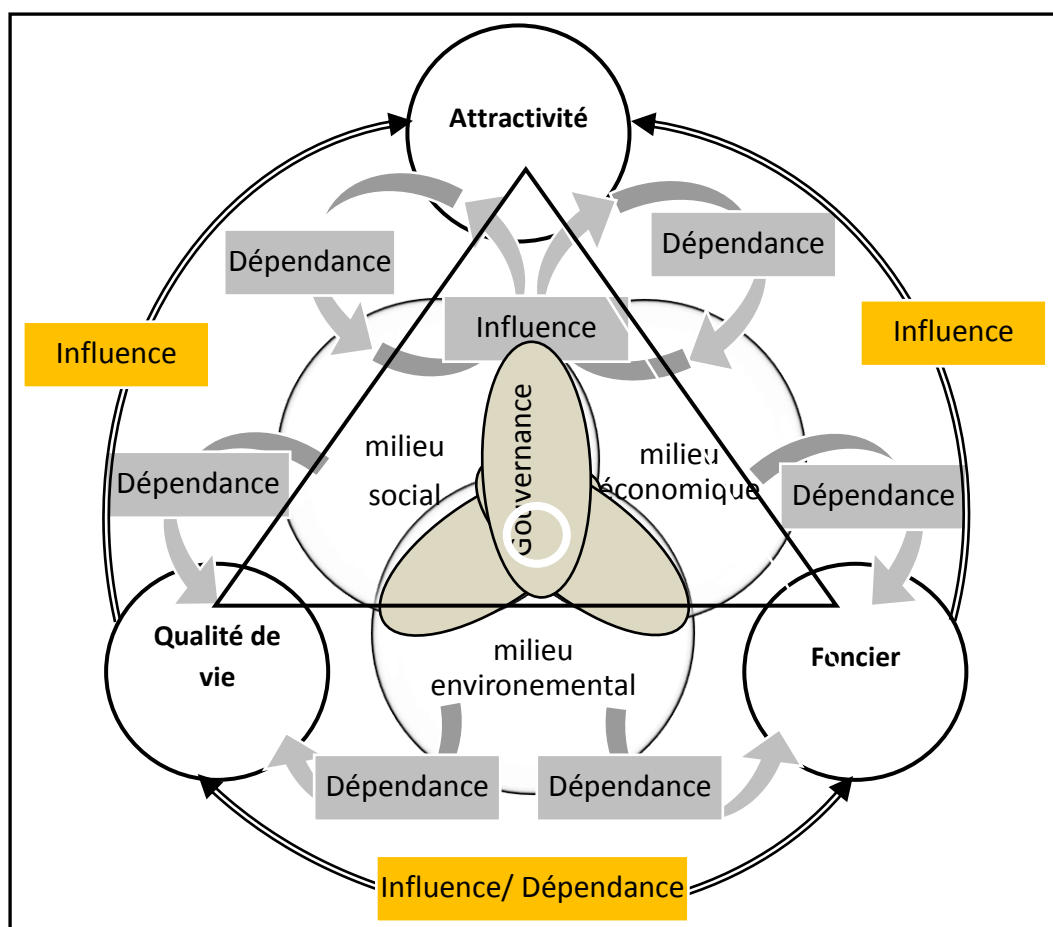 Attractivité
Dépendance
Dépendance
Influence
Influence
Influence
Gouvernance
milieu
social
milieu
économique
Dépendance
Dépendance
Qualité de
vie
Foncier
milieu
environemental
Dépendance
Dépendance
Influence/ Dépendance